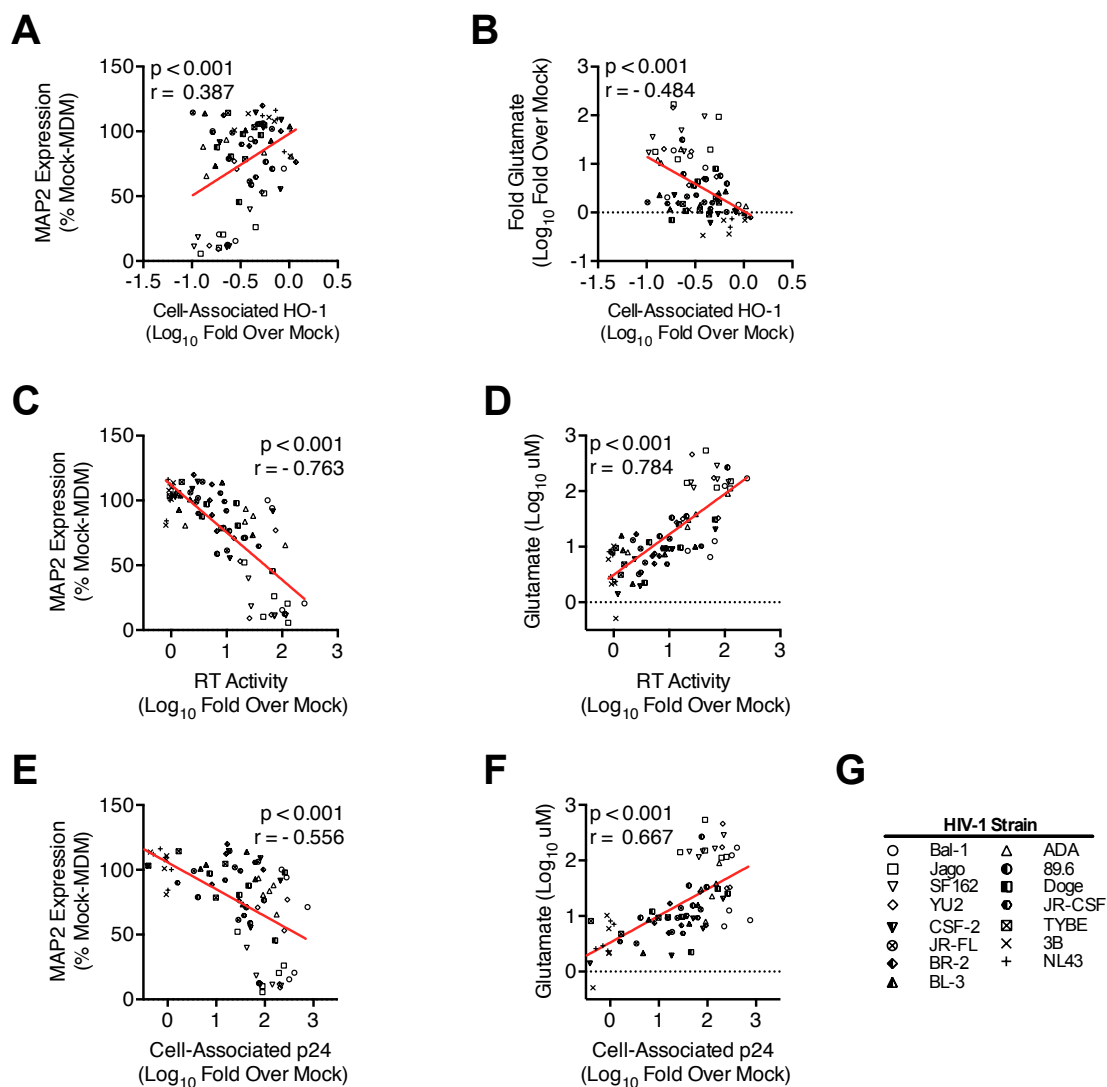 A
MAP2 Expression
(% Mock-MDM)
150
100
50
0
p < 0.001
r = 0.387
-1.5 -1.0 -0.5 0.0 0.5
Cell-Associated HO-1
(Log10 Fold Over Mock)
B
Fold Glutamate
(Log10 Fold Over Mock)
3
2
1
0
-1
p < 0.001
r = - 0.484
-1.5 -1.0 -0.5 0.0 0.5
Cell-Associated HO-1
(Log10 Fold Over Mock)
C
MAP2 Expression
(% Mock-MDM)
150
100
50
0
p < 0.001
r = - 0.763
0 1 2 3
RT Activity
(Log10 Fold Over Mock)
D
Glutamate (Log10 uM)
3
2
1
0
p < 0.001
r = 0.784
0 1 2 3
RT Activity
(Log10 Fold Over Mock)
E
MAP2 Expression
(% Mock-MDM)
150
100
50
0
p < 0.001
r = - 0.556
0 1 2 3
Cell-Associated p24
(Log10 Fold Over Mock)
F
Glutamate (Log10 uM)
3
2
1
0
p < 0.001
r = 0.667
0 1 2 3
Cell-Associated p24
(Log10 Fold Over Mock)
G
HIV-1 Strain
Bal-1 ADA
Jago 89.6
SF162 Doge
YU2 JR-CSF
CSF-2 TYBE
JR-FL 3B
BR-2 NL43
BL-3